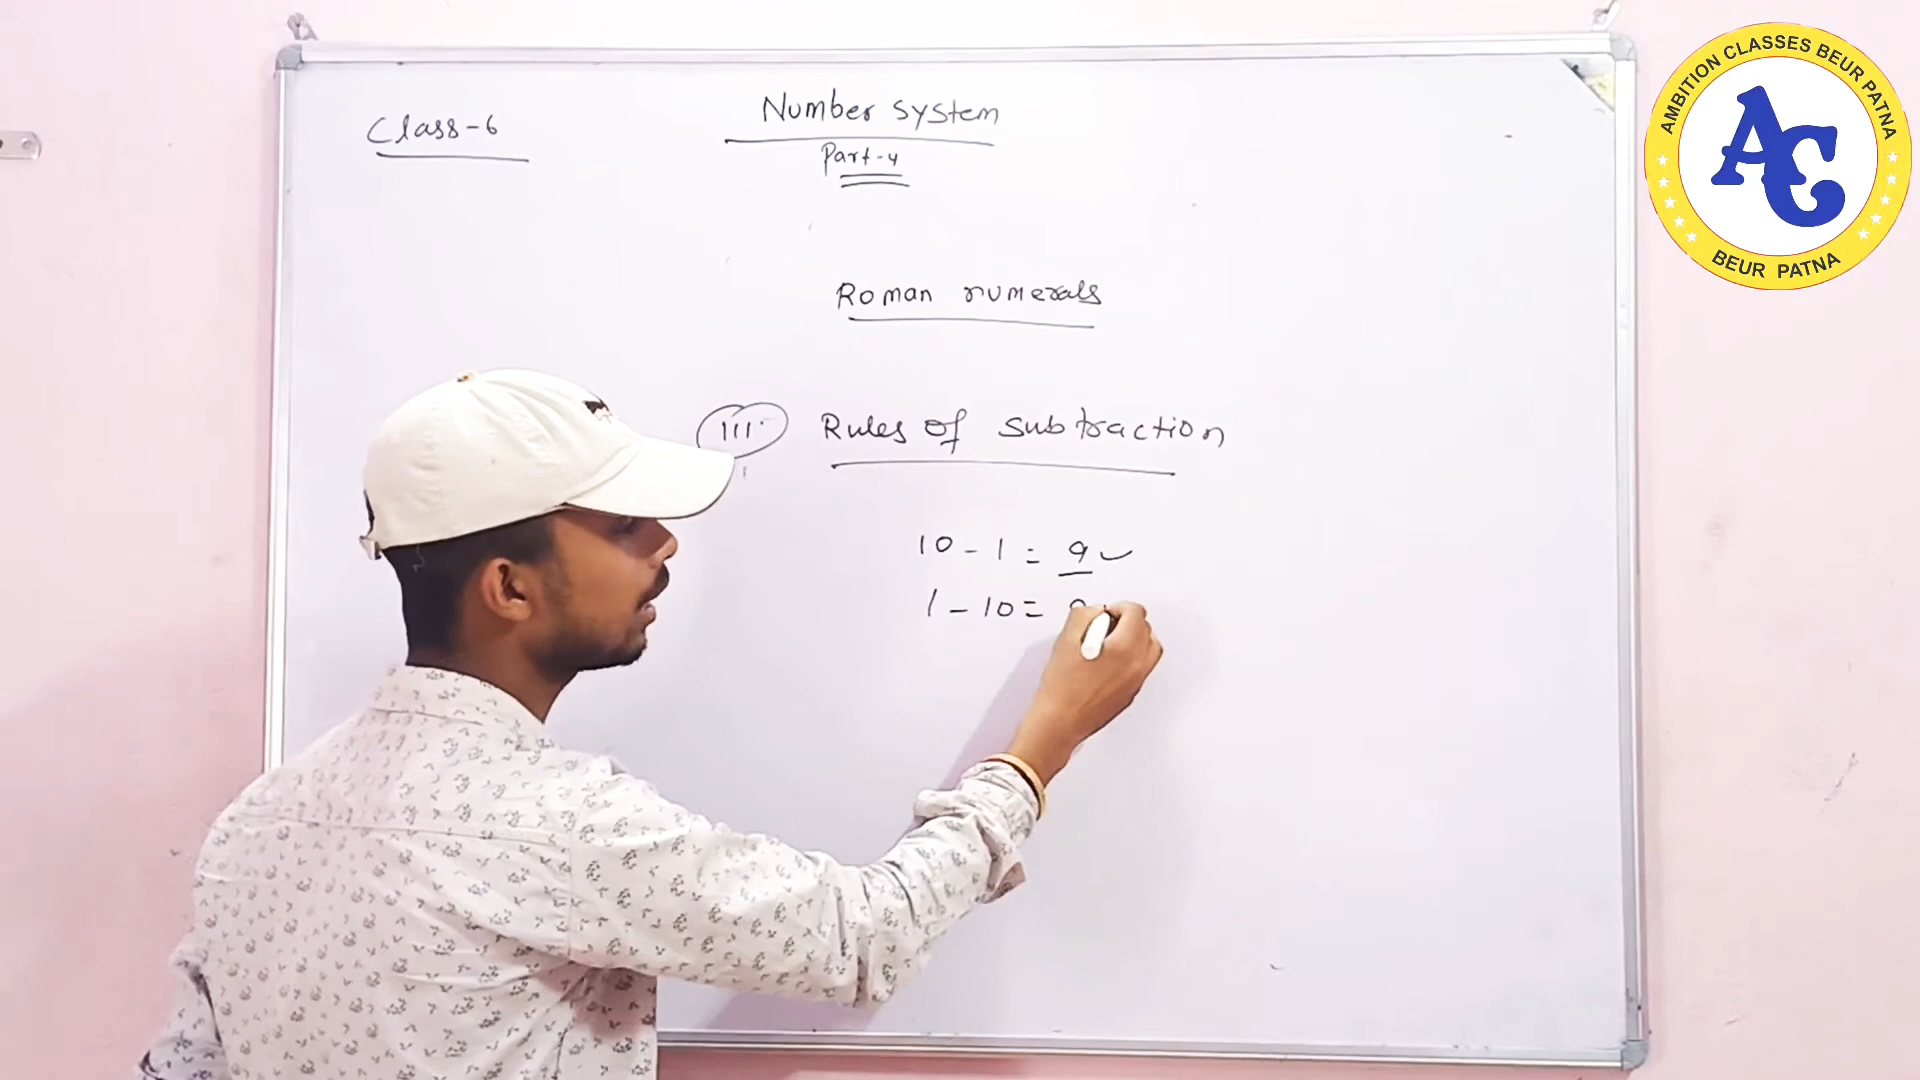 Class-6
Number system
Part-4
Roman numerals
III. Rules of subtraction
10 - 1 = 9
1 - 10 =
AMBITION CLASSES BEUR PATNA
AC
BEUR PATNA